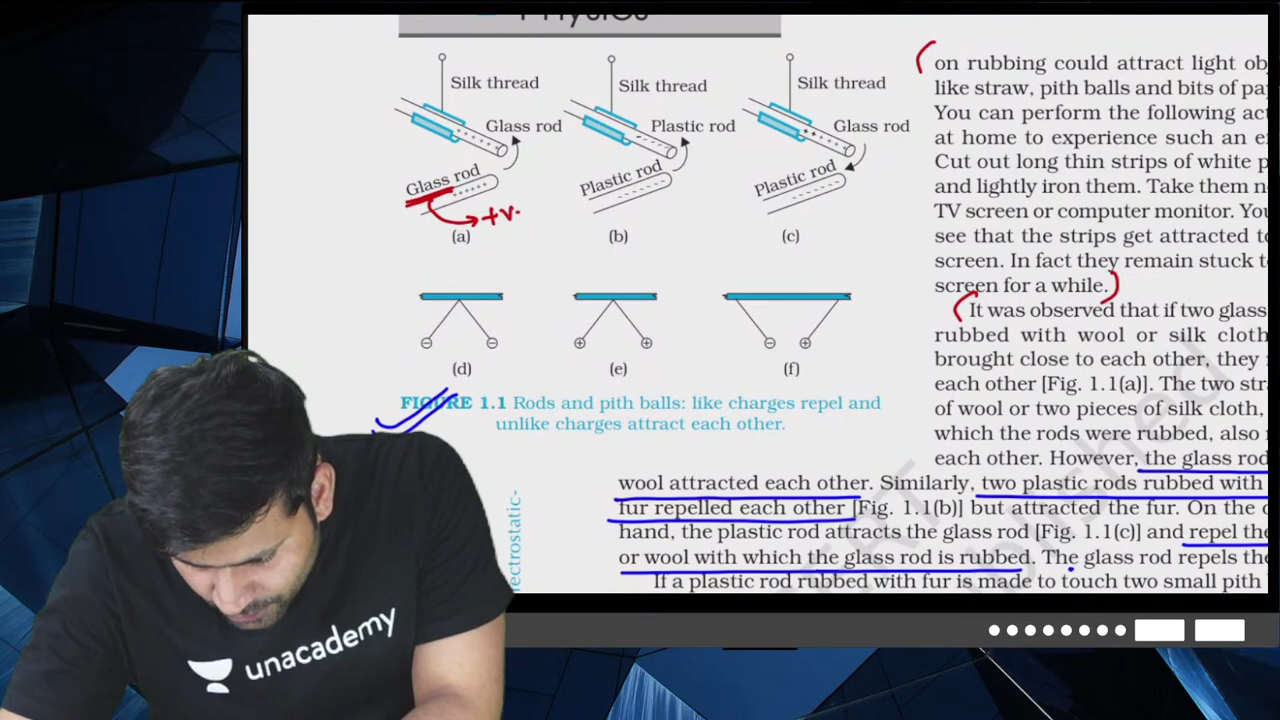 Physics
Silk thread
Silk thread
Silk thread
Glass rod
Plastic rod
Glass rod
Glass rod
Plastic rod
Plastic rod
+v.
(a)
(b)
(c)
(d)
(e)
(f)
FIGURE 1.1 Rods and pith balls: like charges repel and
unlike charges attract each other.
on rubbing could attract light
like straw, pith balls and bits of
You can perform the following
at home to experience such an
Cut out long thin strips of white
and lightly iron them. Take them
TV screen or computer monitor.
see that the strips get attracted
screen. In fact they remain stuck
screen for a while.
It was observed that if two glass
rubbed with wool or silk cloth
brought close to each other, they
each other [Fig. 1.1(a)]. The two
of wool or two pieces of silk cloth,
which the rods were rubbed, also
each other. However, the glass rod
wool attracted each other. Similarly, two plastic rods rubbed with
fur repelled each other [Fig. 1.1(b)] but attracted the fur. On the
hand, the plastic rod attracts the glass rod [Fig. 1.1(c)] and repel the
or wool with which the glass rod is rubbed. The glass rod repels the
If a plastic rod rubbed with fur is made to touch two small pith
unacademy